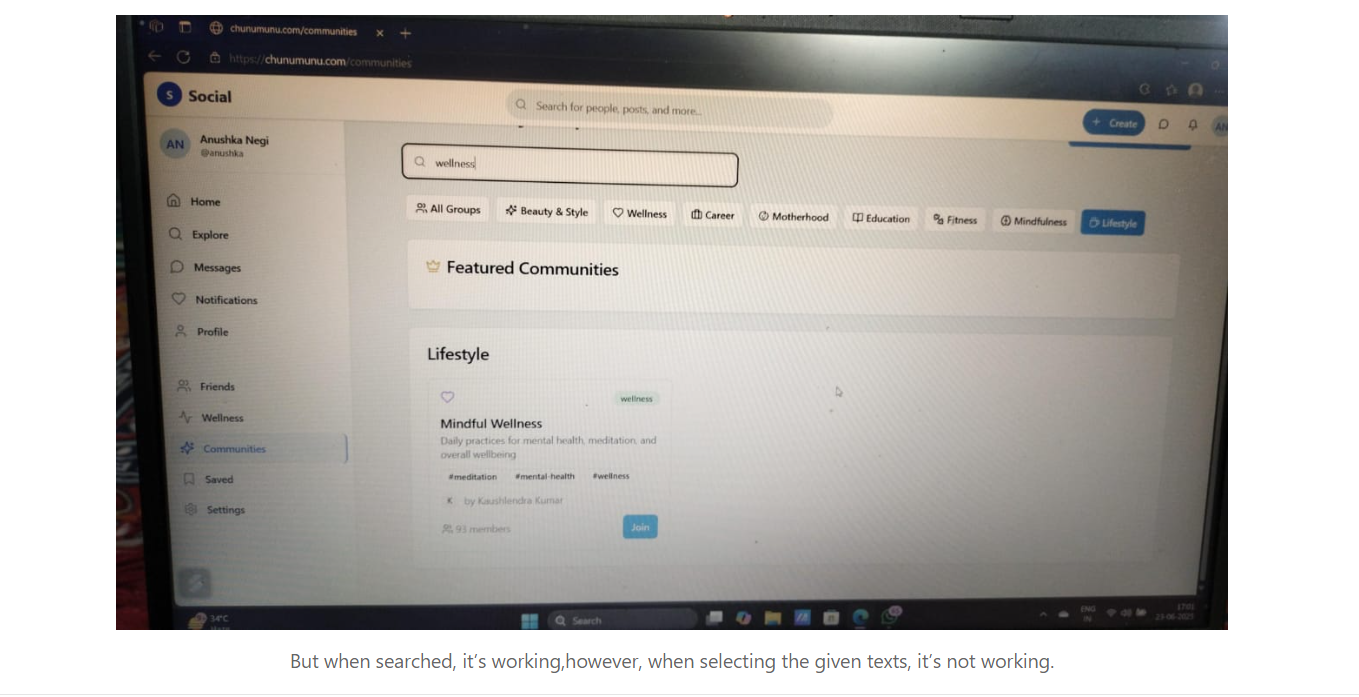 chunumunu.com/communities
https://chunumunu.com/communities
S Social
Search for people, posts, and more...
+ Create
AN
AN
Anushka Negi
@anushka
wellness
Home
Explore
Messages
Notifications
Profile
Friends
Wellness
Communities
Saved
Settings
All Groups Beauty & Style Wellness Career Motherhood Education Fitness Mindfulness Lifestyle
Featured Communities
Lifestyle
wellness
Mindful Wellness
Daily practices for mental health, meditation, and
overall wellbeing
#meditation #mental-health #wellness
K by Kaushlendra Kumar
93 members
Join
34°C
Search
ENG
IN
17:01
23-06-2025
But when searched, it’s working,however, when selecting the given texts, it’s not working.